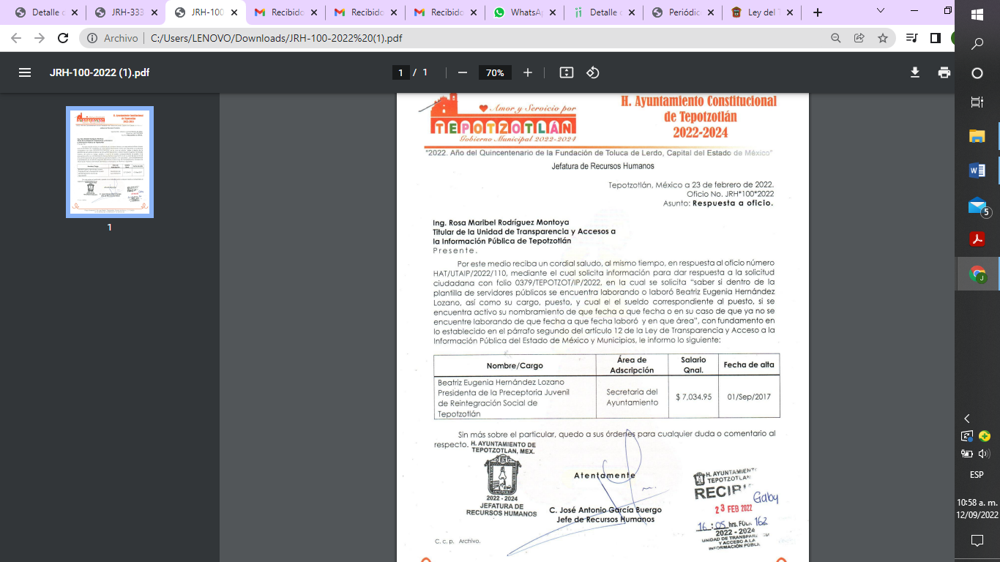 Detalle
JRH-333
JRH-100
Recibido
Recibido
Recibido
WhatsA
Detalle
Periódic
Ley del T
Archivo
C:/Users/LENOVO/Downloads/JRH-100-2022%20(1).pdf
JRH-100-2022 (1).pdf
1 / 1
70%
1
Amor y Servicio por
TEPOTZOTLÁN
Gobierno Municipal 2022-2024
H. Ayuntamiento Constitucional
de Tepotzotlán
2022-2024
"2022. Año del Quincentenario de la Fundación de Toluca de Lerdo, Capital del Estado de México"
Jefatura de Recursos Humanos
Tepotzotlán, México a 23 de febrero de 2022.
Oficio No. JRH*100*2022
Asunto: Respuesta a oficio.
Ing. Rosa Maribel Rodríguez Montoya
Titular de la Unidad de Transparencia y Accesos a
la Información Pública de Tepotzotlán
Presente.
Por este medio reciba un cordial saludo, al mismo tiempo, en respuesta al oficio número
HAT/UTAIP/2022/110, mediante el cual solicita información para dar respuesta a la solicitud
ciudadana con folio 0379/TEPOTZOT/IP/2022, en la cual se solicita "saber si dentro de la
plantilla de servidores públicos se encuentra laborando o laboró Beatriz Eugenia Hernández
Lozano, así como su cargo, puesto, y cual el el sueldo correspondiente al puesto, si se
encuentra activo su nombramiento de que fecha a que fecha o en su caso de que ya no se
encuentre laborando de que fecha a que fecha laboró y en que área", con fundamento en
lo establecido en el párrafo segundo del artículo 12 de la Ley de Transparencia y Acceso a la
Información Pública del Estado de México y Municipios, le informo lo siguiente:
Nombre/Cargo
Área de
Adscripción
Salario
Qnal.
Fecha de alta
Beatriz Eugenia Hernández Lozano
Presidenta de la Preceptoria Juvenil
de Reintegración Social de
Tepotzotlán
Secretaria del
Ayuntamiento
$ 7,034.95
01/Sep/2017
Sin más sobre el particular, quedo a sus órdenes para cualquier duda o comentario al
respecto.
H. AYUNTAMIENTO DE
TEPOTZOTLAN, MEX.
2022 - 2024
JEFATURA DE
RECURSOS HUMANOS
Atentamente
C. José Antonio García Buergo
Jefe de Recursos Humanos
H. AYUNTAMIENT
TEPOTZOTLAN
RECIBI
Gaby
23 FEB 2022
16:05 hrs. FOL. 162
2022 - 2024
UNIDAD DE TRANSPAR CIA
Y ACCESO A LA
INFORMACIÓN PÚBLI
C. c. p. Archivo.
5
ESP
10:58 a. m.
12/09/2022